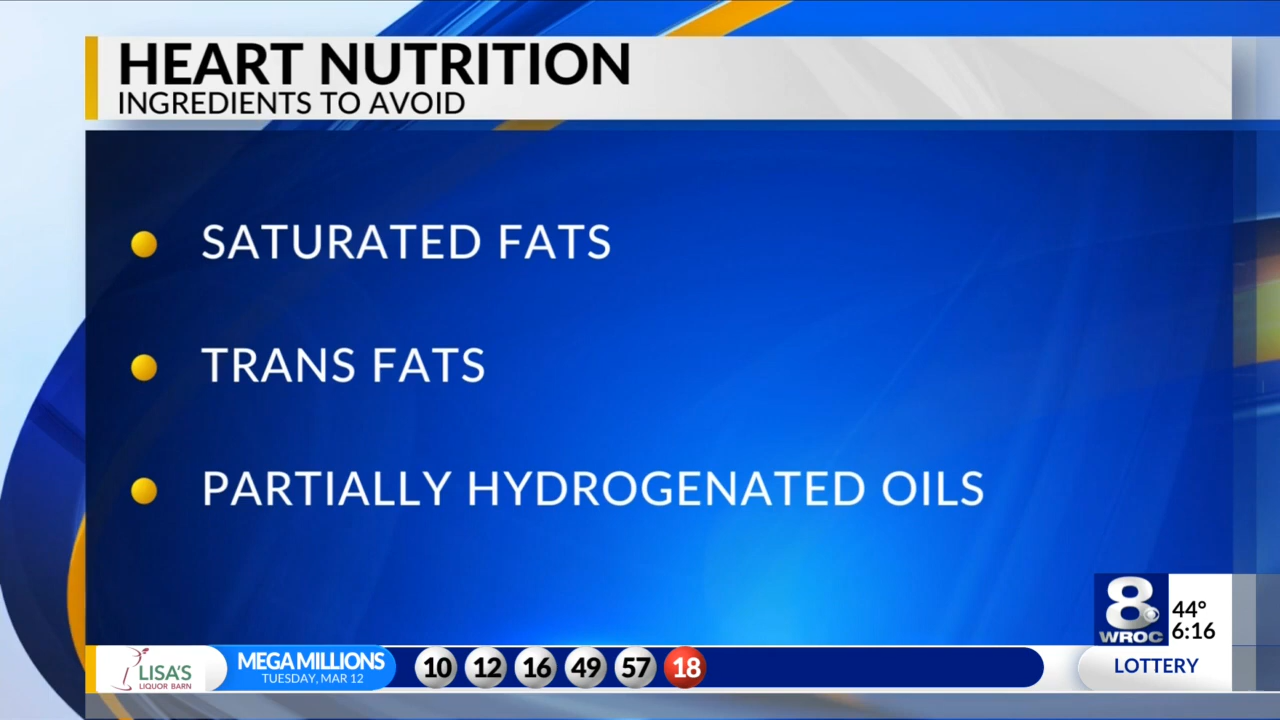 HEART NUTRITION
INGREDIENTS TO AVOID
SATURATED FATS
TRANS FATS
PARTIALLY HYDROGENATED OILS
8
WROC
44°
6:16
LISA'S
LIQUOR BARN
MEGA MILLIONS
TUESDAY, MAR 12
10 12 16 49 57 18
LOTTERY